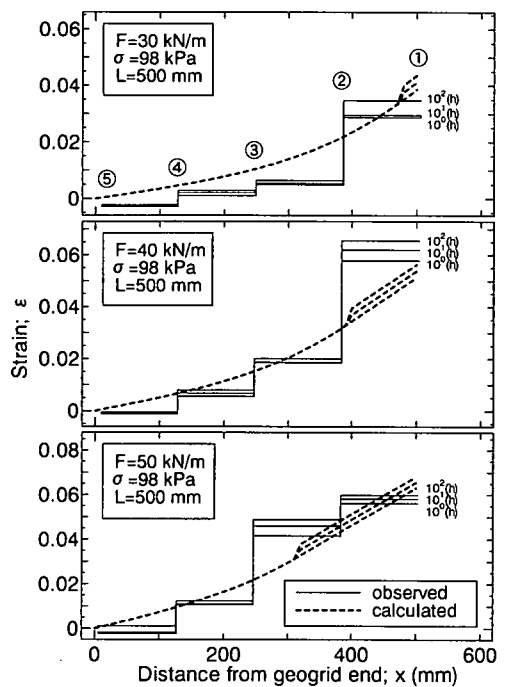 0.06
0.04
0.02
0
F=30 kN/m
σ=98 kPa
L=500 mm
①
②
③
④
⑤
10²(h)
10¹(h)
10⁰(h)
Strain; ε
0.06
0.04
0.02
0
F=40 kN/m
σ=98 kPa
L=500 mm
10²(h)
10¹(h)
10⁰(h)
0.08
0.06
0.04
0.02
0
F=50 kN/m
σ=98 kPa
L=500 mm
10²(h)
10¹(h)
10⁰(h)
observed
calculated
0 200 400 600
Distance from geogrid end; x (mm)